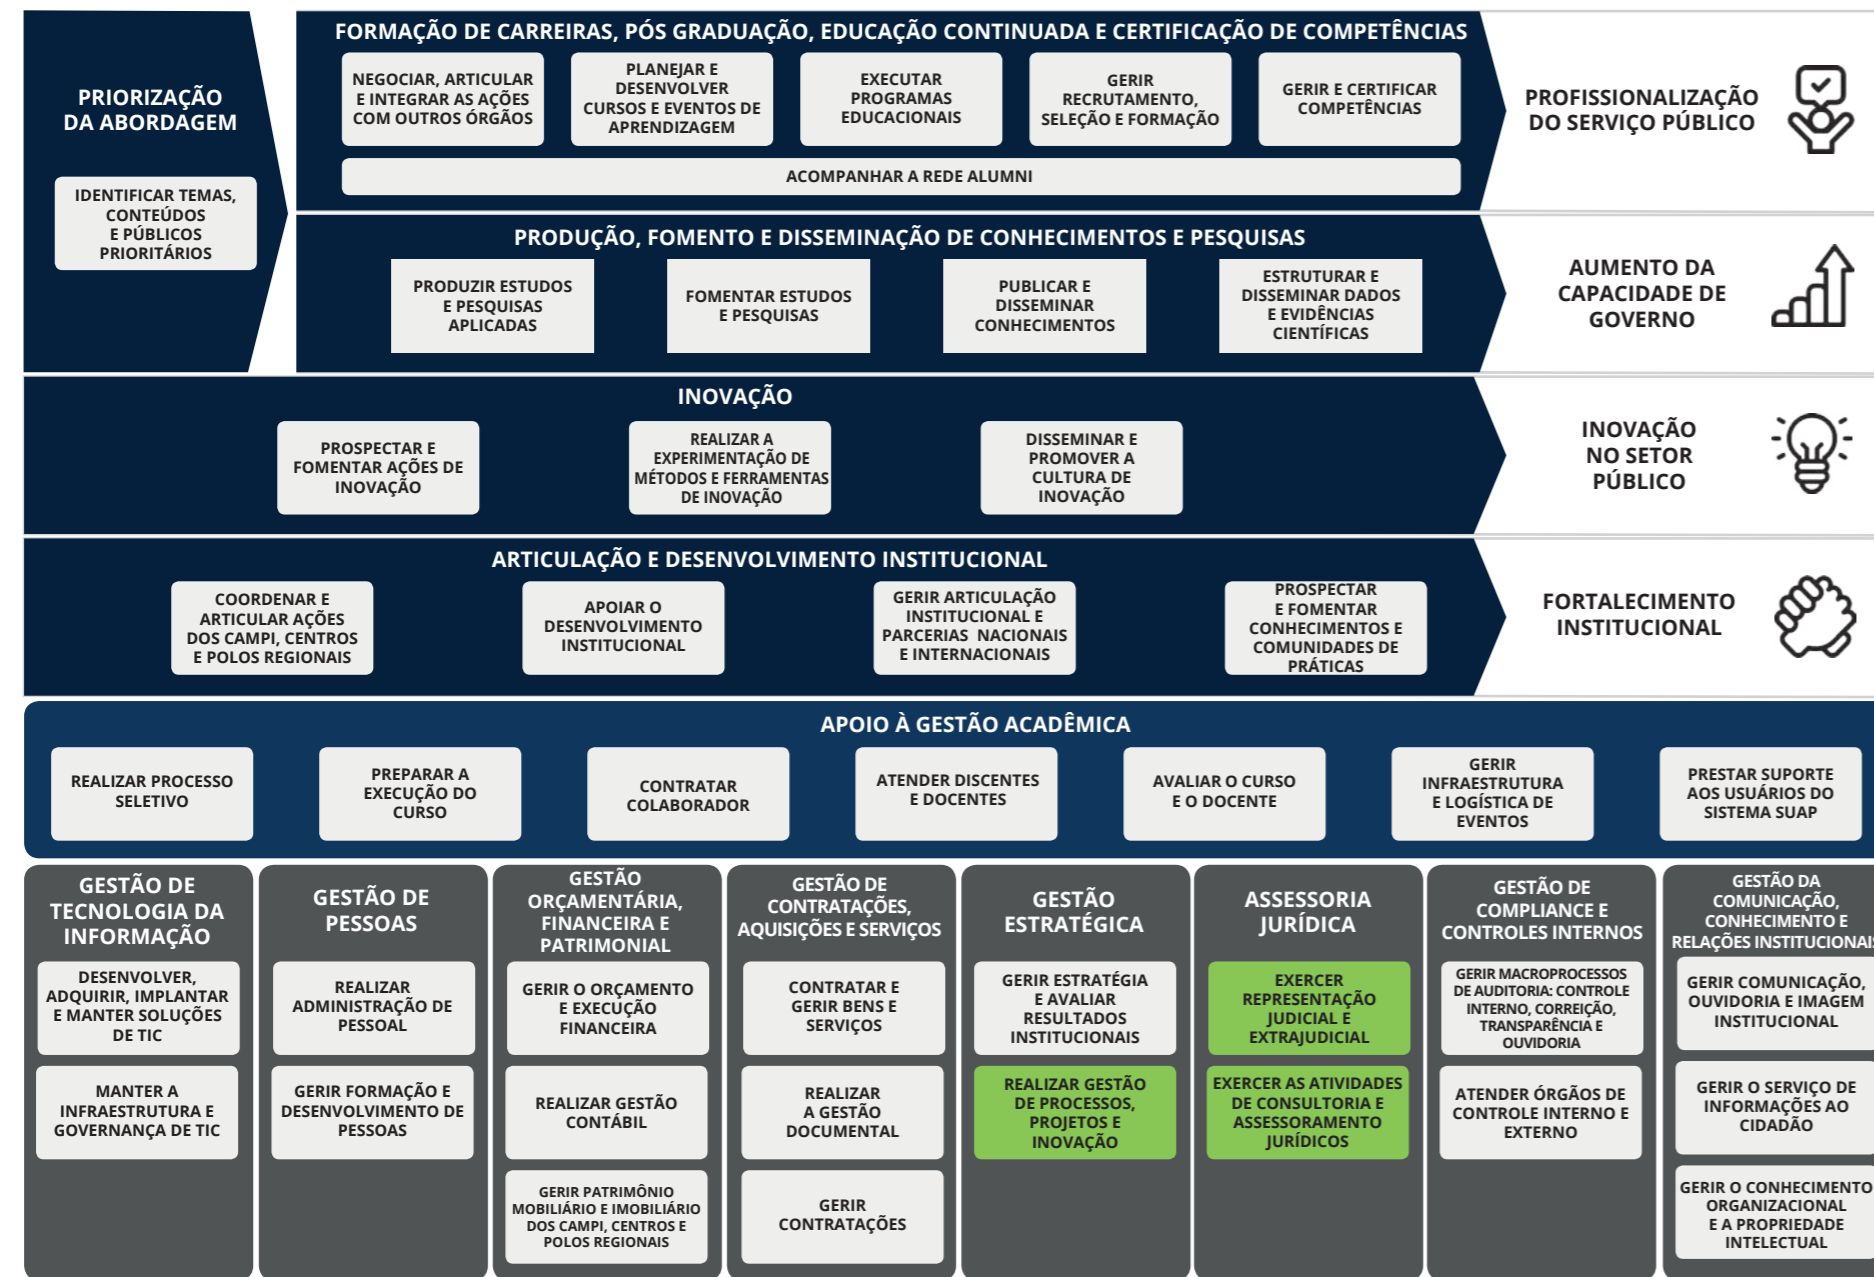 PRIORIZAÇÃO
DA ABORDAGEM
IDENTIFICAR TEMAS,
CONTEÚDOS
E PÚBLICOS
PRIORITÁRIOS
FORMAÇÃO DE CARREIRAS, PÓS GRADUAÇÃO, EDUCAÇÃO CONTINUADA E CERTIFICAÇÃO DE COMPETÊNCIAS
NEGOCIAR, ARTICULAR
E INTEGRAR AS AÇÕES
COM OUTROS ÓRGÃOS
PLANEJAR E
DESENVOLVER
CURSOS E EVENTOS DE
APRENDIZAGEM
EXECUTAR
PROGRAMAS
EDUCACIONAIS
GERIR
RECRUTAMENTO,
SELEÇÃO E FORMAÇÃO
GERIR E CERTIFICAR
COMPETÊNCIAS
ACOMPANHAR A REDE ALUMNI
PROFISSIONALIZAÇÃO
DO SERVIÇO PÚBLICO
PRODUÇÃO, FOMENTO E DISSEMINAÇÃO DE CONHECIMENTOS E PESQUISAS
PRODUZIR ESTUDOS
E PESQUISAS
APLICADAS
FOMENTAR ESTUDOS
E PESQUISAS
PUBLICAR E
DISSEMINAR
CONHECIMENTOS
ESTRUTURAR E
DISSEMINAR DADOS
E EVIDÊNCIAS
CIENTÍFICAS
AUMENTO DA
CAPACIDADE DE
GOVERNO
INOVAÇÃO
PROSPECTAR E
FOMENTAR AÇÕES DE
INOVAÇÃO
REALIZAR A
EXPERIMENTAÇÃO DE
MÉTODOS E FERRAMENTAS
DE INOVAÇÃO
DISSEMINAR E
PROMOVER A
CULTURA DE
INOVAÇÃO
INOVAÇÃO
NO SETOR
PÚBLICO
ARTICULAÇÃO E DESENVOLVIMENTO INSTITUCIONAL
COORDENAR E
ARTICULAR AÇÕES
DOS CAMPI, CENTROS
E POLOS REGIONAIS
APOIAR O
DESENVOLVIMENTO
INSTITUCIONAL
GERIR ARTICULAÇÃO
INSTITUCIONAL E
PARCERIAS NACIONAIS
E INTERNACIONAIS
PROSPECTAR
E FOMENTAR
CONHECIMENTOS E
COMUNIDADES DE
PRÁTICAS
FORTALECIMENTO
INSTITUCIONAL
APOIO À GESTÃO ACADÊMICA
REALIZAR PROCESSO
SELETIVO
PREPARAR A
EXECUÇÃO DO
CURSO
CONTRATAR
COLABORADOR
ATENDER DISCENTES
E DOCENTES
AVALIAR O CURSO
E O DOCENTE
GERIR
INFRAESTRUTURA
E LOGÍSTICA DE
EVENTOS
PRESTAR SUPORTE
AOS USUÁRIOS DO
SISTEMA SUAP
GESTÃO DE
TECNOLOGIA DA
INFORMAÇÃO
DESENVOLVER,
ADQUIRIR, IMPLANTAR
E MANTER SOLUÇÕES
DE TIC
MANTER A
INFRAESTRUTURA E
GOVERNANÇA DE TIC
GESTÃO DE
PESSOAS
REALIZAR
ADMINISTRAÇÃO DE
PESSOAL
GERIR FORMAÇÃO E
DESENVOLVIMENTO DE
PESSOAS
GESTÃO
ORÇAMENTÁRIA,
FINANCEIRA E
PATRIMONIAL
GERIR O ORÇAMENTO
E EXECUÇÃO
FINANCEIRA
REALIZAR GESTÃO
CONTÁBIL
GERIR PATRIMÔNIO
MOBILIÁRIO E IMOBILIÁRIO
DOS CAMPI, CENTROS E
POLOS REGIONAIS
GESTÃO DE
CONTRATAÇÕES,
AQUISIÇÕES E SERVIÇOS
CONTRATAR E
GERIR BENS E
SERVIÇOS
REALIZAR
A GESTÃO
DOCUMENTAL
GERIR
CONTRATAÇÕES
GESTÃO
ESTRATÉGICA
GERIR ESTRATÉGIA
E AVALIAR
RESULTADOS
INSTITUCIONAIS
REALIZAR GESTÃO
DE PROCESSOS,
PROJETOS E
INOVAÇÃO
ASSESSORIA
JURÍDICA
EXERCER
REPRESENTAÇÃO
JUDICIAL E
EXTRAJUDICIAL
EXERCER AS ATIVIDADES
DE CONSULTORIA E
ASSESSORAMENTO
JURÍDICOS
GESTÃO DE
COMPLIANCE E
CONTROLES INTERNOS
GERIR MACROPROCESSOS
DE AUDITORIA: CONTROLE
INTERNO, CORREIÇÃO,
TRANSPARÊNCIA E
OUVIDORIA
ATENDER ÓRGÃOS DE
CONTROLE INTERNO E
EXTERNO
GESTÃO DA
COMUNICAÇÃO,
CONHECIMENTO E
RELAÇÕES INSTITUCIONAIS
GERIR COMUNICAÇÃO,
OUVIDORIA E IMAGEM
INSTITUCIONAL
GERIR O SERVIÇO DE
INFORMAÇÕES AO
CIDADÃO
GERIR O CONHECIMENTO
ORGANIZACIONAL
E A PROPRIEDADE
INTELECTUAL